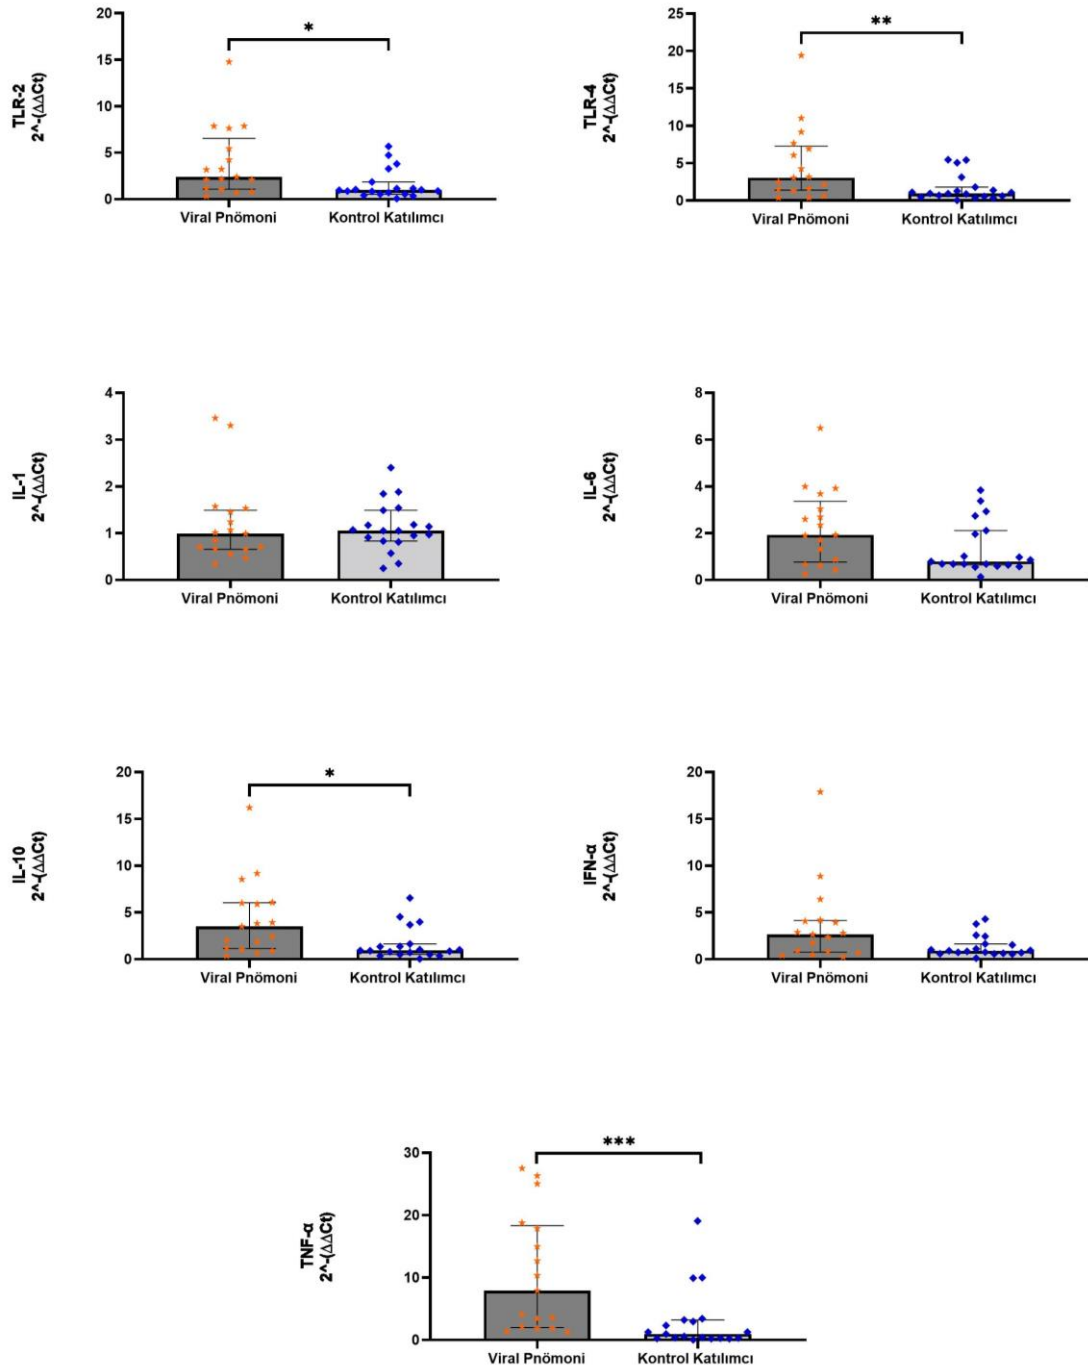 TLR-2
2^-(ΔΔCt)
20
15
10
5
0
*
Viral Pnömoni
Kontrol Katılımcı
TLR-4
2^-(ΔΔCt)
25
20
15
10
5
0
**
Viral Pnömoni
Kontrol Katılımcı
IL-1
2^-(ΔΔCt)
4
3
2
1
0
Viral Pnömoni
Kontrol Katılımcı
IL-6
2^-(ΔΔCt)
8
6
4
2
0
Viral Pnömoni
Kontrol Katılımcı
IL-10
2^-(ΔΔCt)
20
15
10
5
0
*
Viral Pnömoni
Kontrol Katılımcı
IFN-α
2^-(ΔΔCt)
20
15
10
5
0
Viral Pnömoni
Kontrol Katılımcı
TNF-α
2^-(ΔΔCt)
30
20
10
0
***
Viral Pnömoni
Kontrol Katılımcı